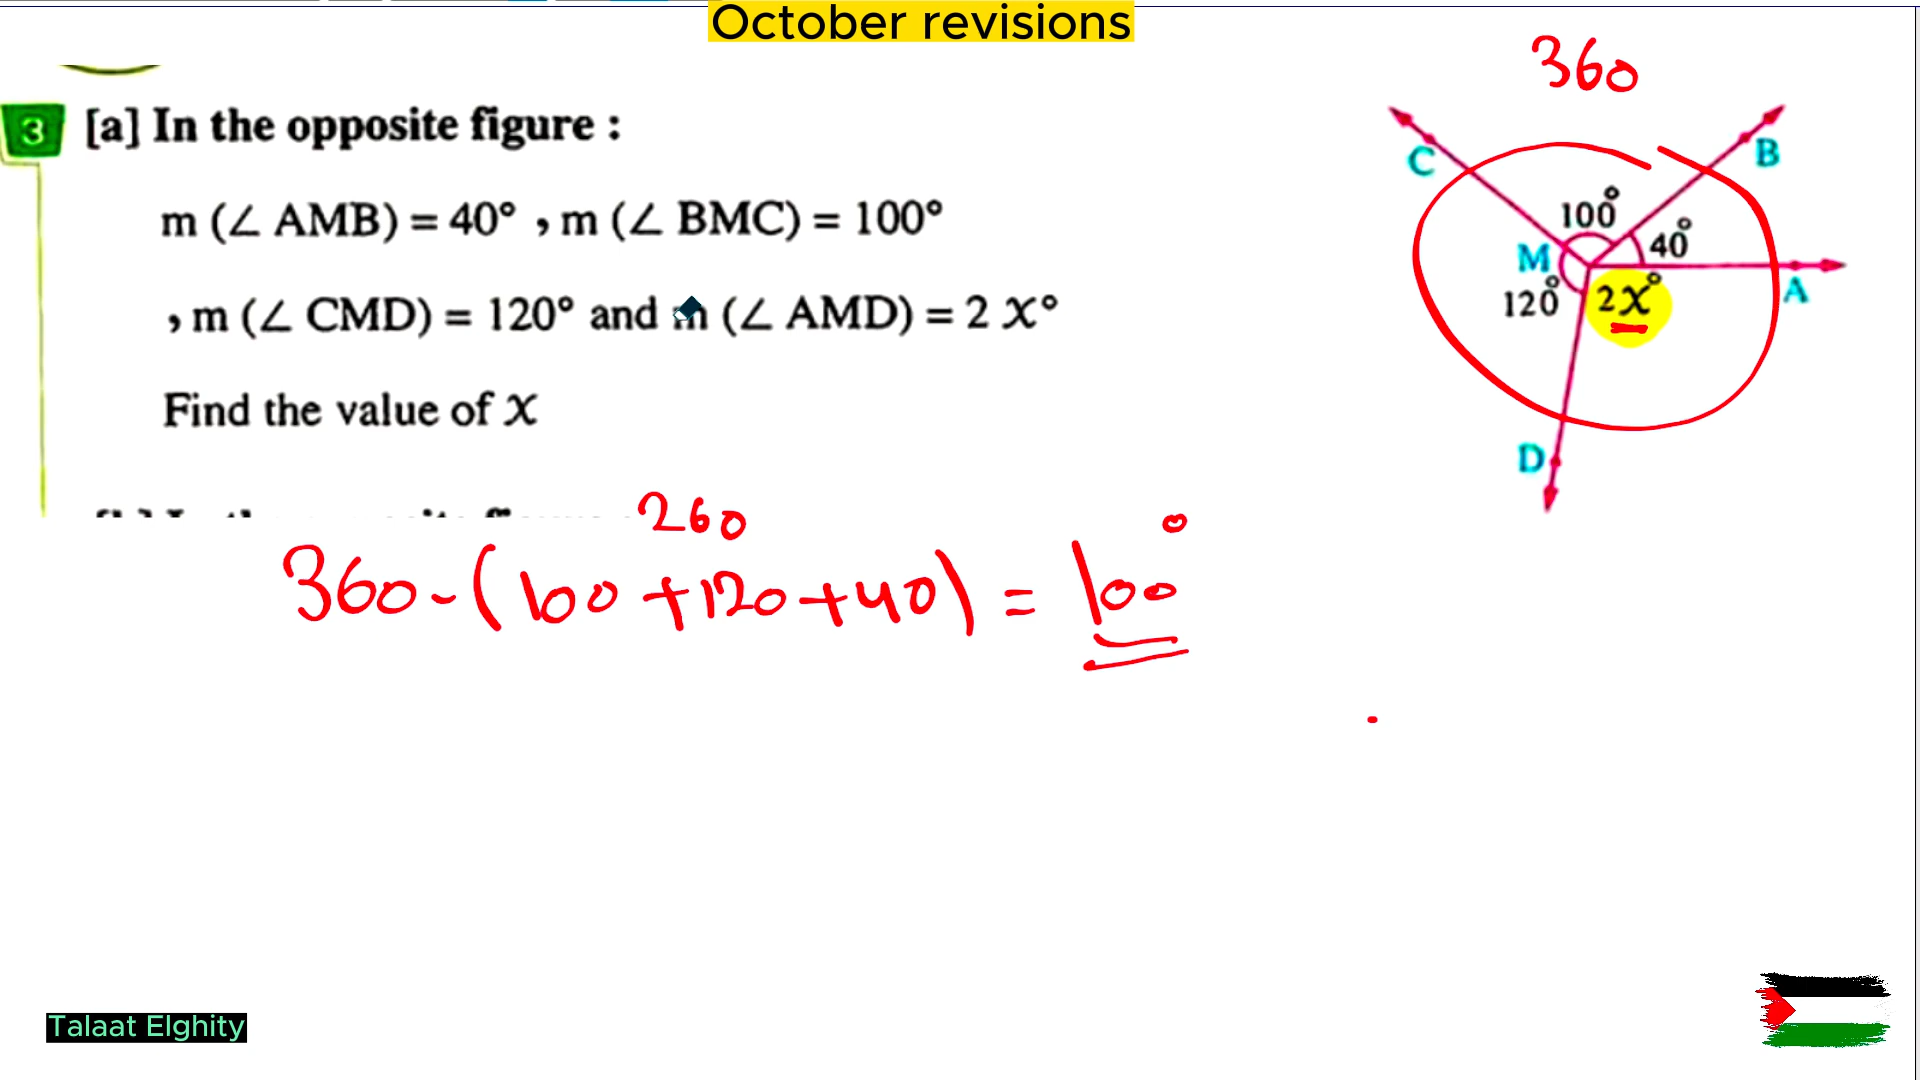 October revisions
360
3 [a] In the opposite figure :
m (∠ AMB) = 40° , m (∠ BMC) = 100°
, m (∠ CMD) = 120° and m (∠ AMD) = 2 X°
Find the value of X
C
B
100°
40°
M
120°
2X°
A
D
260
360-(100+120+40) = 100°
Talaat Elghity